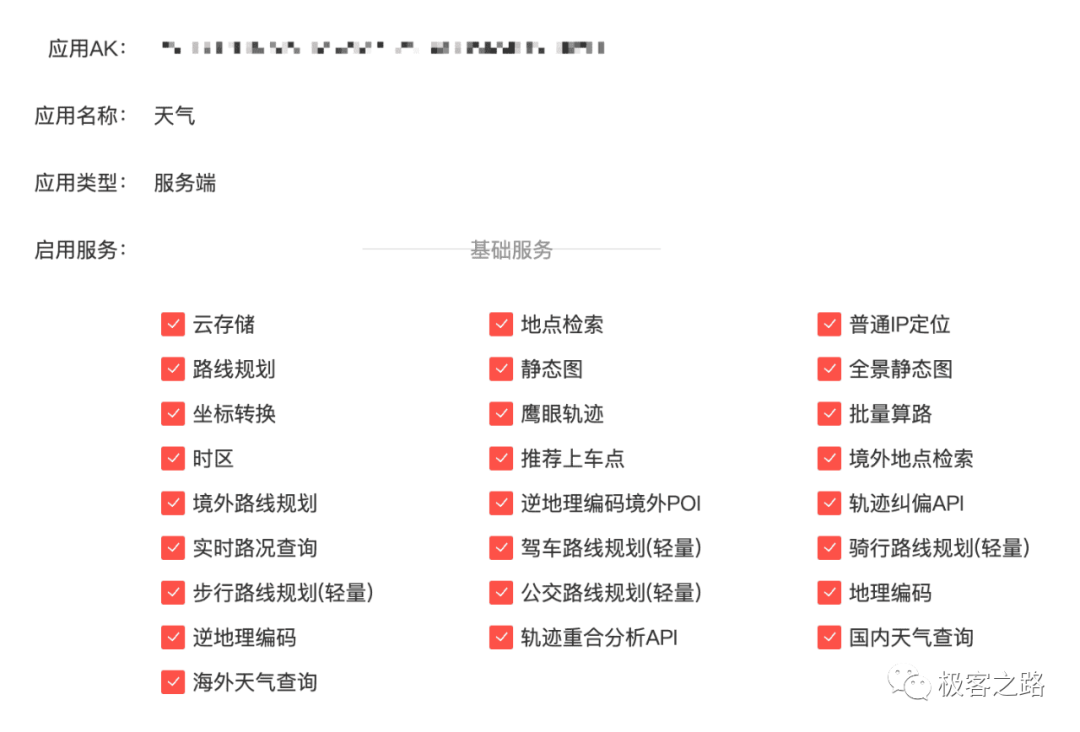 应用AK：
应用名称： 天气
应用类型： 服务端
启用服务： 基础服务
云存储 地点检索 普通IP定位
路线规划 静态图 全景静态图
坐标转换 鹰眼轨迹 批量算路
时区 推荐上车点 境外地点检索
境外路线规划 逆地理编码境外POI 轨迹纠偏API
实时路况查询 驾车路线规划(轻量) 骑行路线规划(轻量)
步行路线规划(轻量) 公交路线规划(轻量) 地理编码
逆地理编码 轨迹重合分析API 国内天气查询
海外天气查询
极客之路